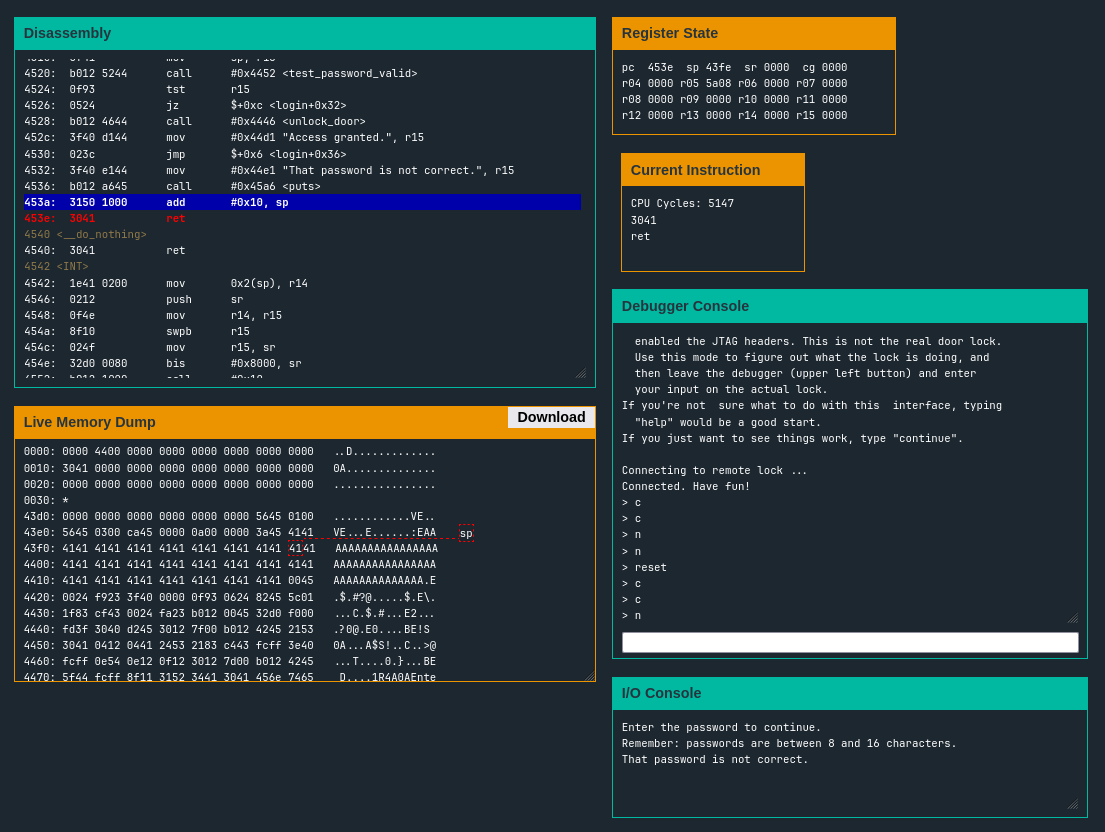 Disassembly
4520:  b012 5244  call  #0x4452 <test_password_valid>
4524:  0f93  tst  r15
4526:  0524  jz  $+0xc <login+0x32>
4528:  b012 4644  call  #0x4446 <unlock_door>
452c:  3f40 d144  mov  #0x44d1 "Access granted.", r15
4530:  023c  jmp  $+0x6 <login+0x36>
4532:  3f40 e144  mov  #0x44e1 "That password is not correct.", r15
4536:  b012 a645  call  #0x45a6 <puts>
453a:  3150 1000  add  #0x10, sp
453e:  3041  ret
4540 <__do_nothing>
4540:  3041  ret
4542 <INT>
4542:  1e41 0200  mov  0x2(sp), r14
4546:  0212  push  sr
4548:  0f4e  mov  r14, r15
454a:  8f10  swpb  r15
454c:  024f  mov  r15, sr
454e:  32d0 0080  bis  #0x8000, sr
Live Memory Dump
Download
0000: 0000 4400 0000 0000 0000 0000 0000 0000   ..D.............
0010: 3041 0000 0000 0000 0000 0000 0000 0000   0A..............
0020: 0000 0000 0000 0000 0000 0000 0000 0000   ................
0030: *
43d0: 0000 0000 0000 0000 0000 0000 5645 0100   ............VE..
43e0: 5645 0300 ca45 0000 0a00 0000 3a45 4141   VE...E......:EAA
sp
43f0: 4141 4141 4141 4141 4141 4141 4141 4141   AAAAAAAAAAAAAAAA
4400: 4141 4141 4141 4141 4141 4141 4141 4141   AAAAAAAAAAAAAAAA
4410: 4141 4141 4141 4141 4141 4141 4141 0045   AAAAAAAAAAAAAA.E
4420: 0024 f923 3f40 0000 0f93 0624 8245 5c01   .$.#?@.....$.E\.
4430: 1f83 cf43 0024 fa23 b012 0045 32d0 f000   ...C.$.#...E2...
4440: fd3f 3040 d245 3012 7f00 b012 4245 2153   .?0@.E0....BE!S
4450: 3041 0412 0441 2453 2183 c443 fcff 3e40   0A...A$S!..C..>@
4460: fcff 0e54 0e12 0f12 3012 7d00 b012 4245   ...T....0.}...BE
4470: 5f44 fcff 8f11 3152 3441 3041 456e 7465   _D....1R4A0AEnte
Register State
pc  453e  sp 43fe  sr 0000  cg 0000
r04 0000 r05 5a08 r06 0000 r07 0000
r08 0000 r09 0000 r10 0000 r11 0000
r12 0000 r13 0000 r14 0000 r15 0000
Current Instruction
CPU Cycles: 5147
3041
ret
Debugger Console
enabled the JTAG headers. This is not the real door lock.
Use this mode to figure out what the lock is doing, and
then leave the debugger (upper left button) and enter
your input on the actual lock.
If you're not  sure what to do with this  interface, typing
"help" would be a good start.
If you just want to see things work, type "continue".
Connecting to remote lock ...
Connected. Have fun!
> c
> c
> n
> n
> reset
> c
> c
> n
I/O Console
Enter the password to continue.
Remember: passwords are between 8 and 16 characters.
That password is not correct.